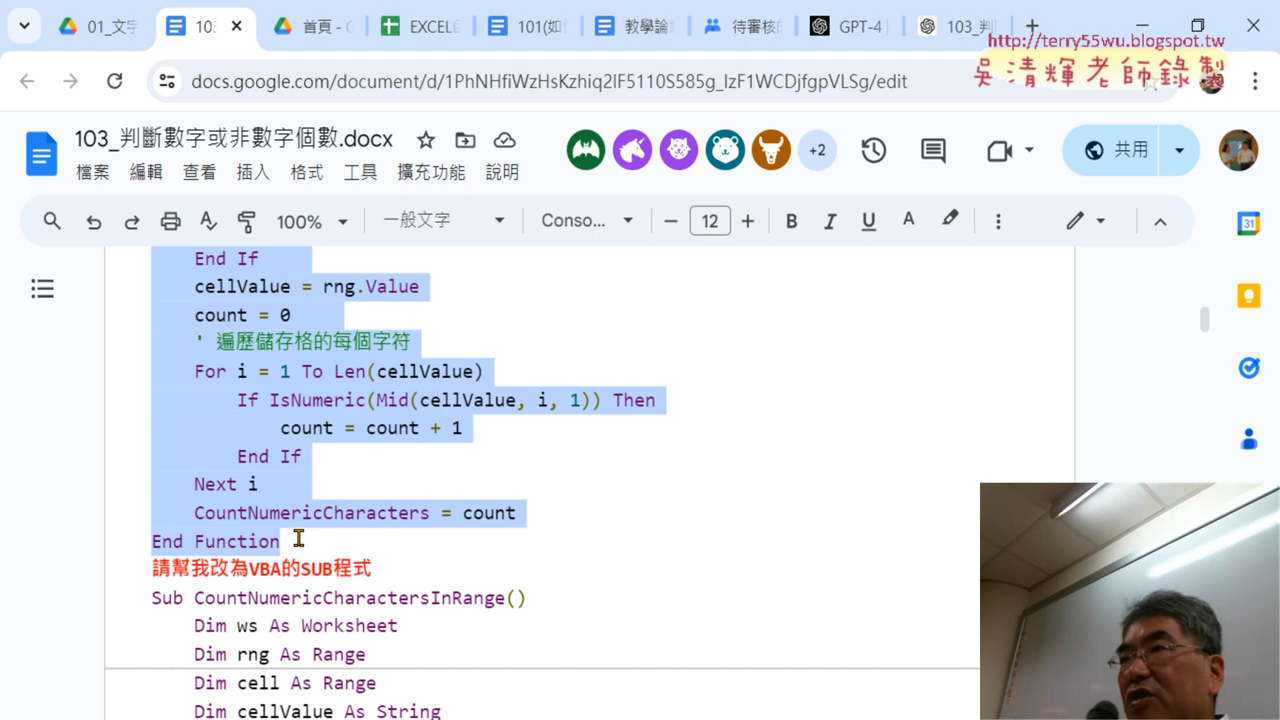 01_文字
103
首頁 - C
EXCEL
101(如
教學論
待審核
GPT-4
103_判
http://terry55wu.blogspot.tw
吳清輝老師錄製
docs.google.com/document/d/1PhNHfiWzHsKzhiq2lF5110S585g_IzF1WCDjfgpVLSg/edit
103_判斷數字或非數字個數.docx
+2
共用
檔案 編輯 查看 插入 格式 工具 擴充功能 說明
100% 一般文字 Conso... 12 B I U A
31
End If
cellValue = rng.Value
count = 0
' 遍歷儲存格的每個字符
For i = 1 To Len(cellValue)
If IsNumeric(Mid(cellValue, i, 1)) Then
count = count + 1
End If
Next i
CountNumericCharacters = count
End Function
請幫我改為VBA的SUB程式
Sub CountNumericCharactersInRange()
Dim ws As Worksheet
Dim rng As Range
Dim cell As Range
Dim cellValue As String